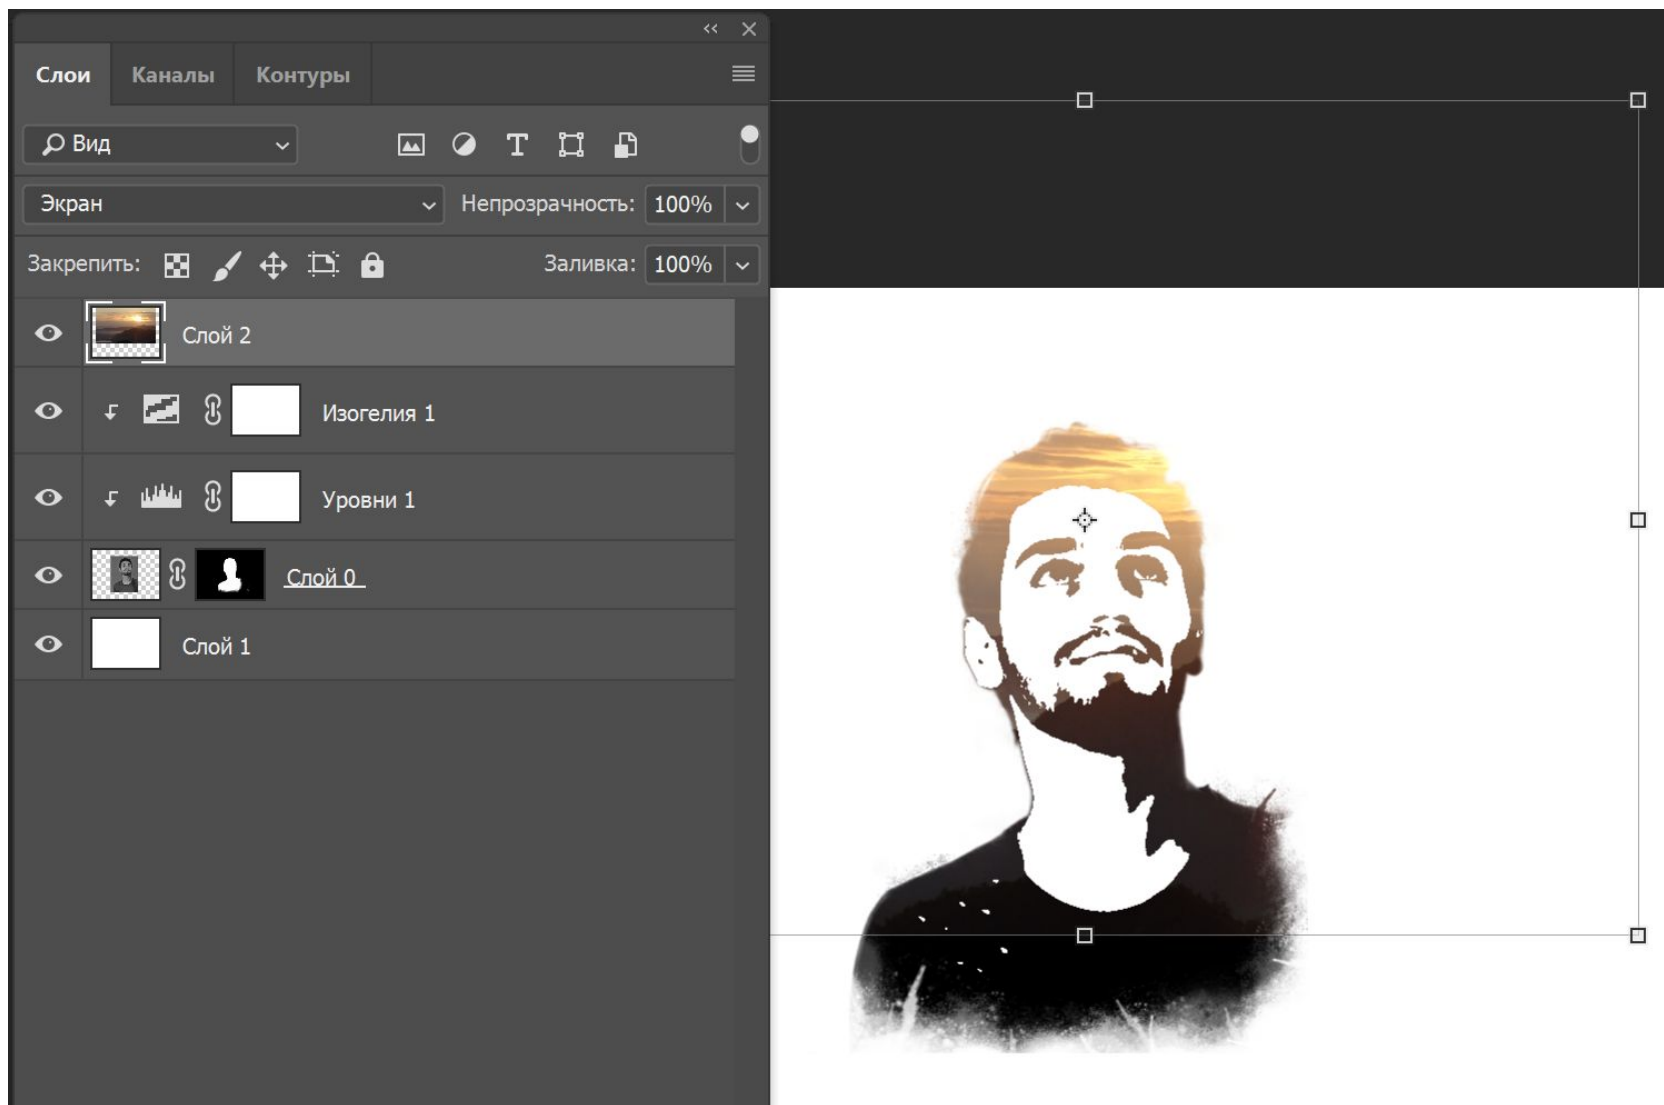 Слои Каналы Контуры
Вид
Экран Непрозрачность: 100%
Закрепить: Заливка: 100%
Слой 2
Изогелия 1
Уровни 1
Слой 0
Слой 1